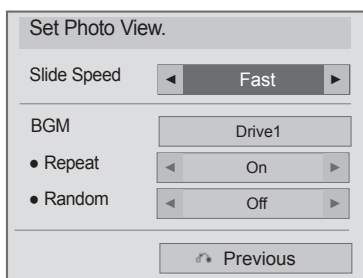 Set Photo View.
Slide Speed ◄ Fast ►
BGM Drive1
● Repeat ◄ On ►
● Random ◄ Off ►
Previous